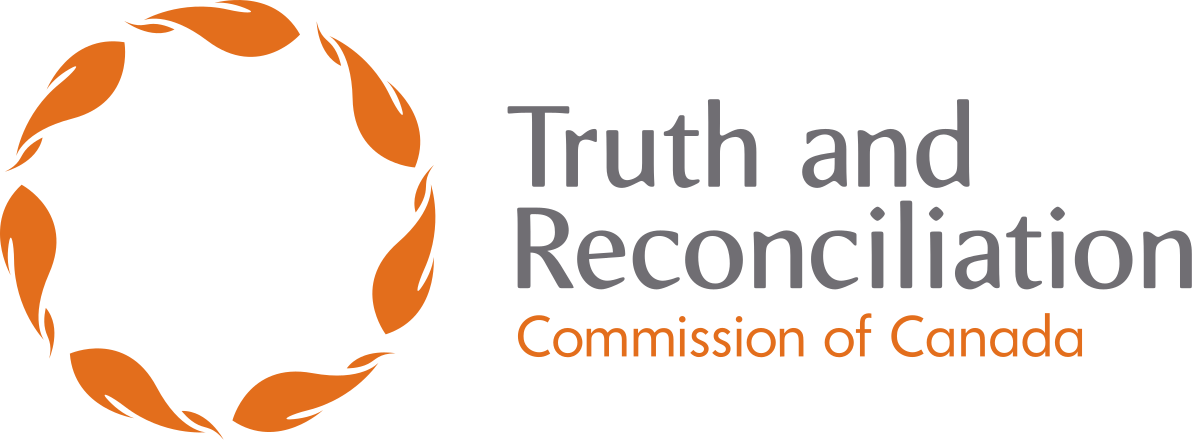 Truth and
Reconciliation
Commission of Canada